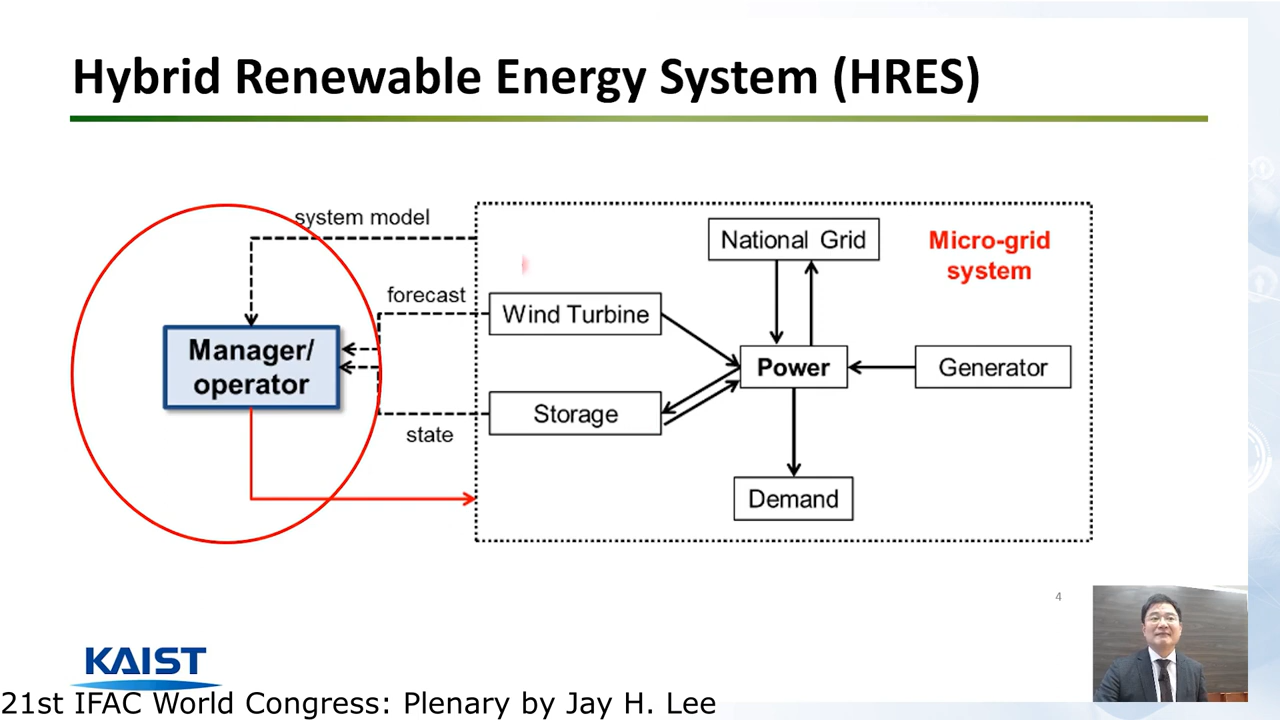 Hybrid Renewable Energy System (HRES)
system model
National Grid
Micro-grid
system
forecast
Wind Turbine
Manager/
operator
Power
Generator
Storage
state
Demand
4
KAIST
21st IFAC World Congress: Plenary by Jay H. Lee